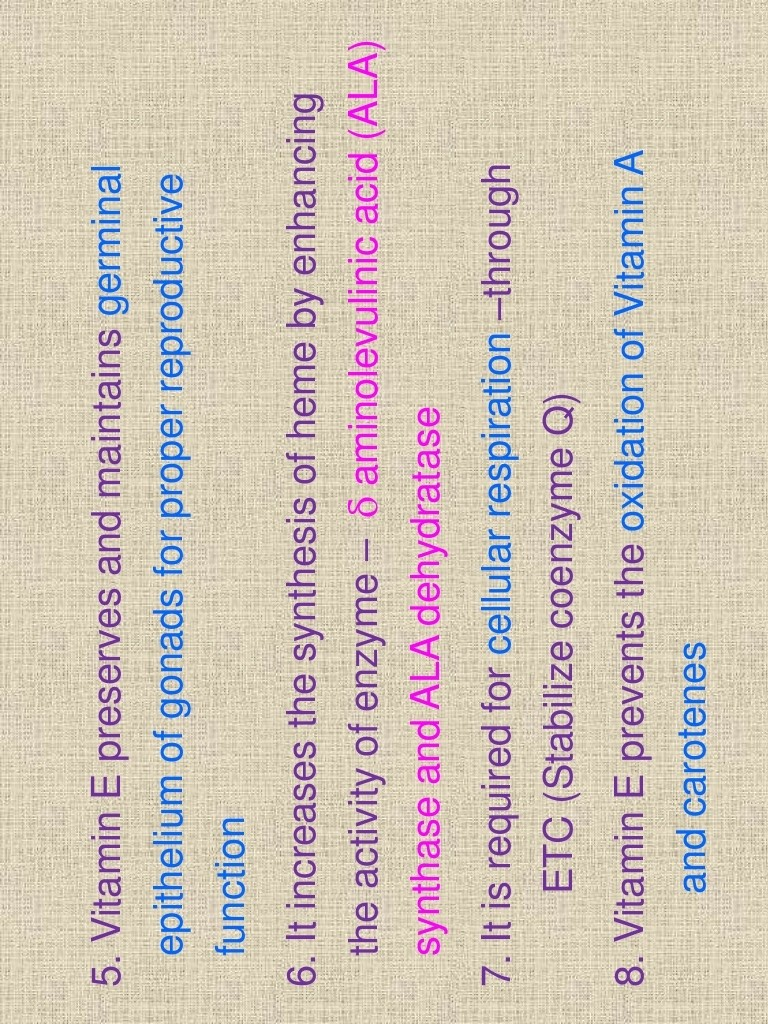 5. Vitamin E preserves and maintains germinal
epithelium of gonads for proper reproductive
function
6. It increases the synthesis of heme by enhancing
the activity of enzyme – δ aminolevulinic acid (ALA)
synthase and ALA dehydratase
7. It is required for cellular respiration –through
ETC (Stabilize coenzyme Q)
8. Vitamin E prevents the oxidation of Vitamin A
and carotenes